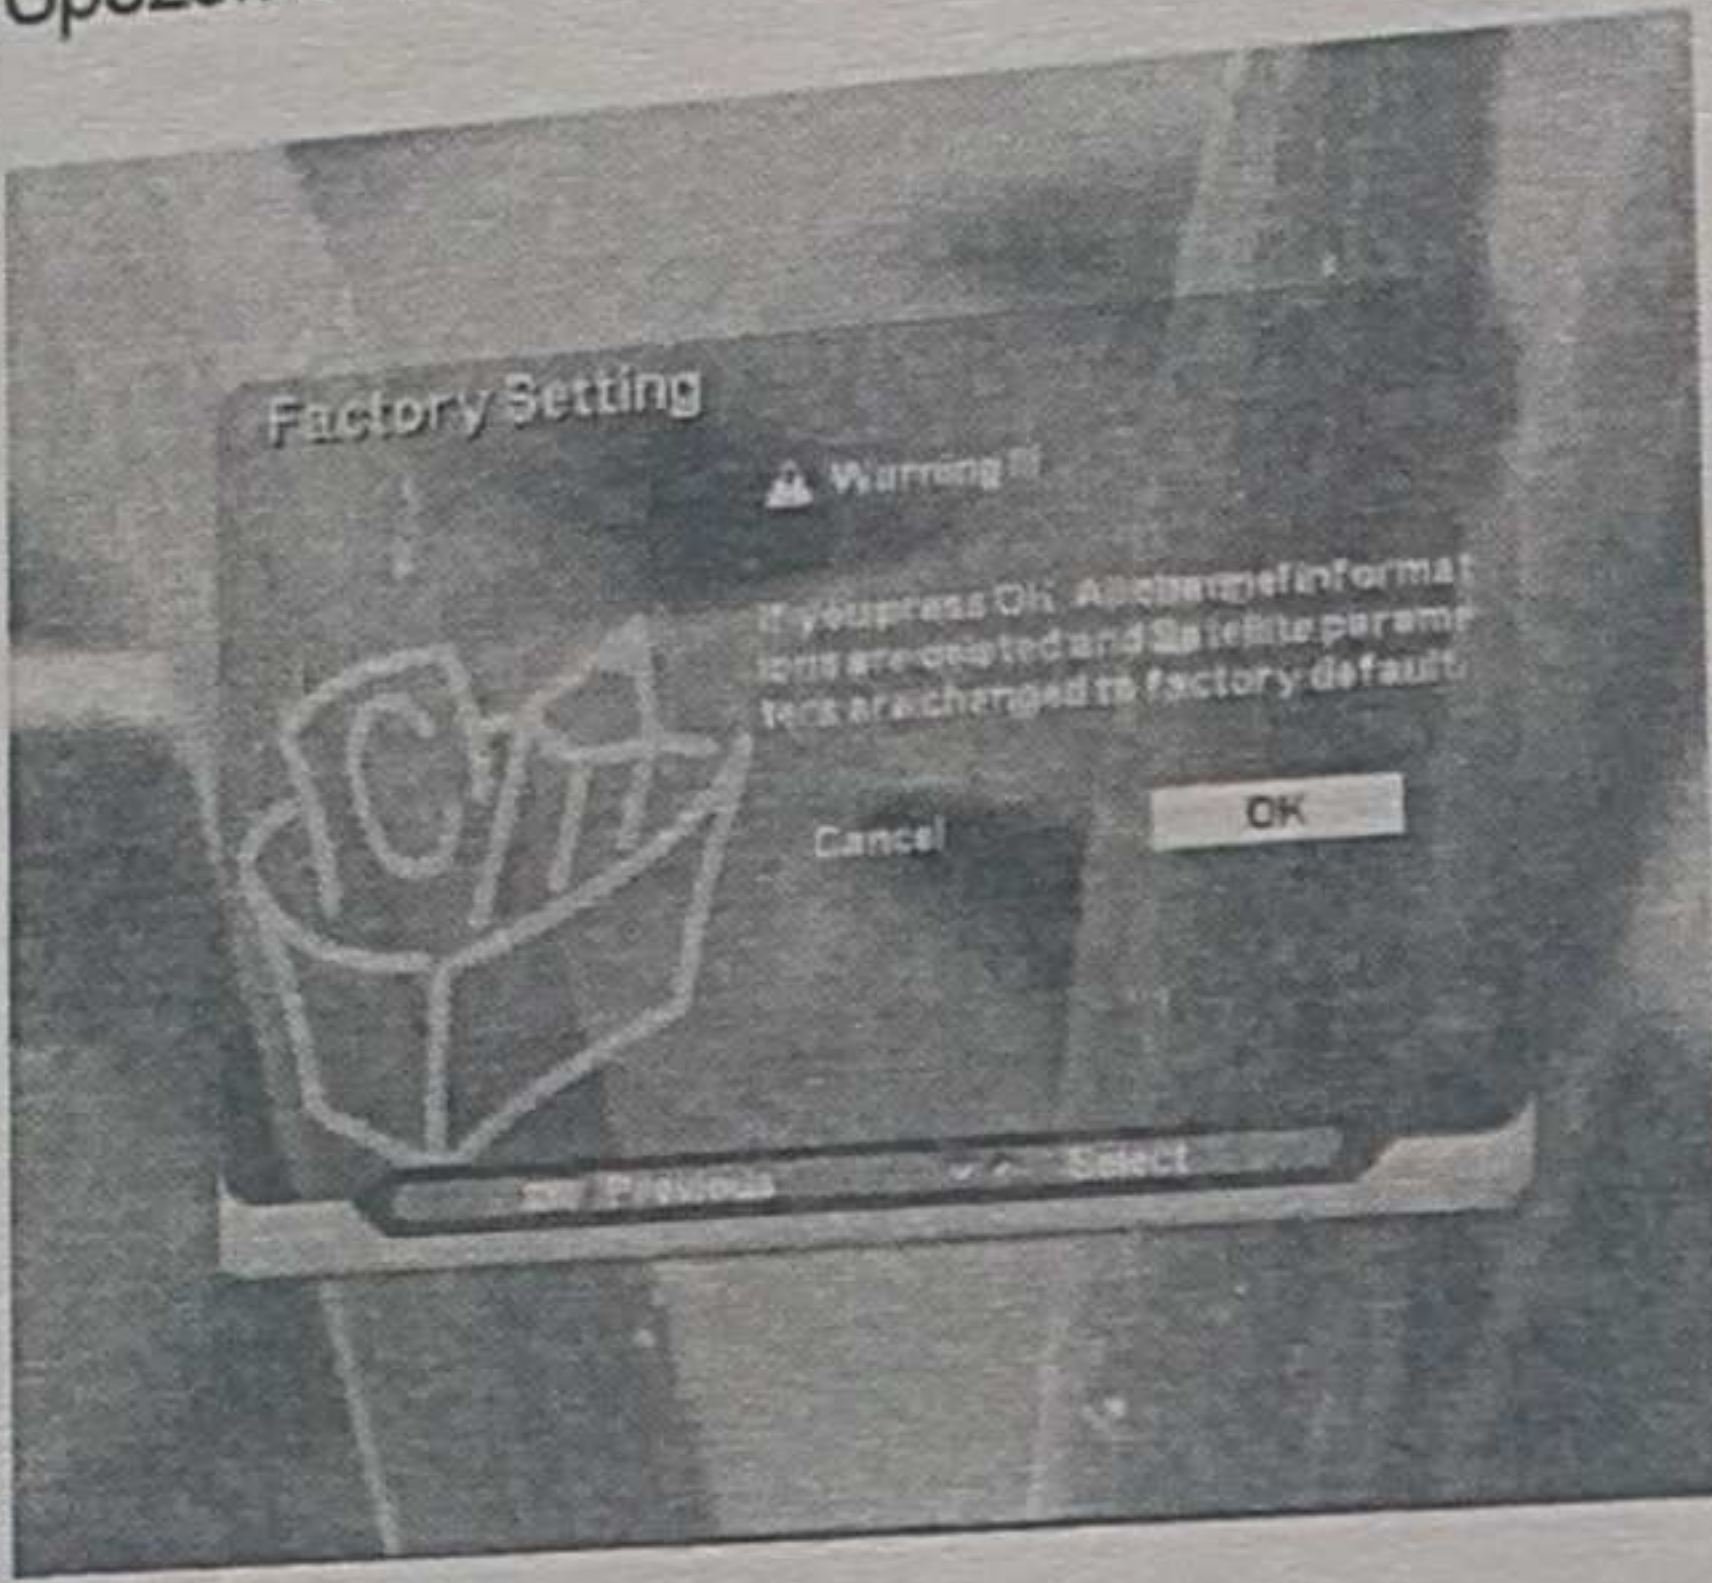 Factory Setting
Warning!!!
If you press OK All channel informat
ions are deleted and Satellite parame
ters are changed to factory default.
Cancel OK
Previous Select